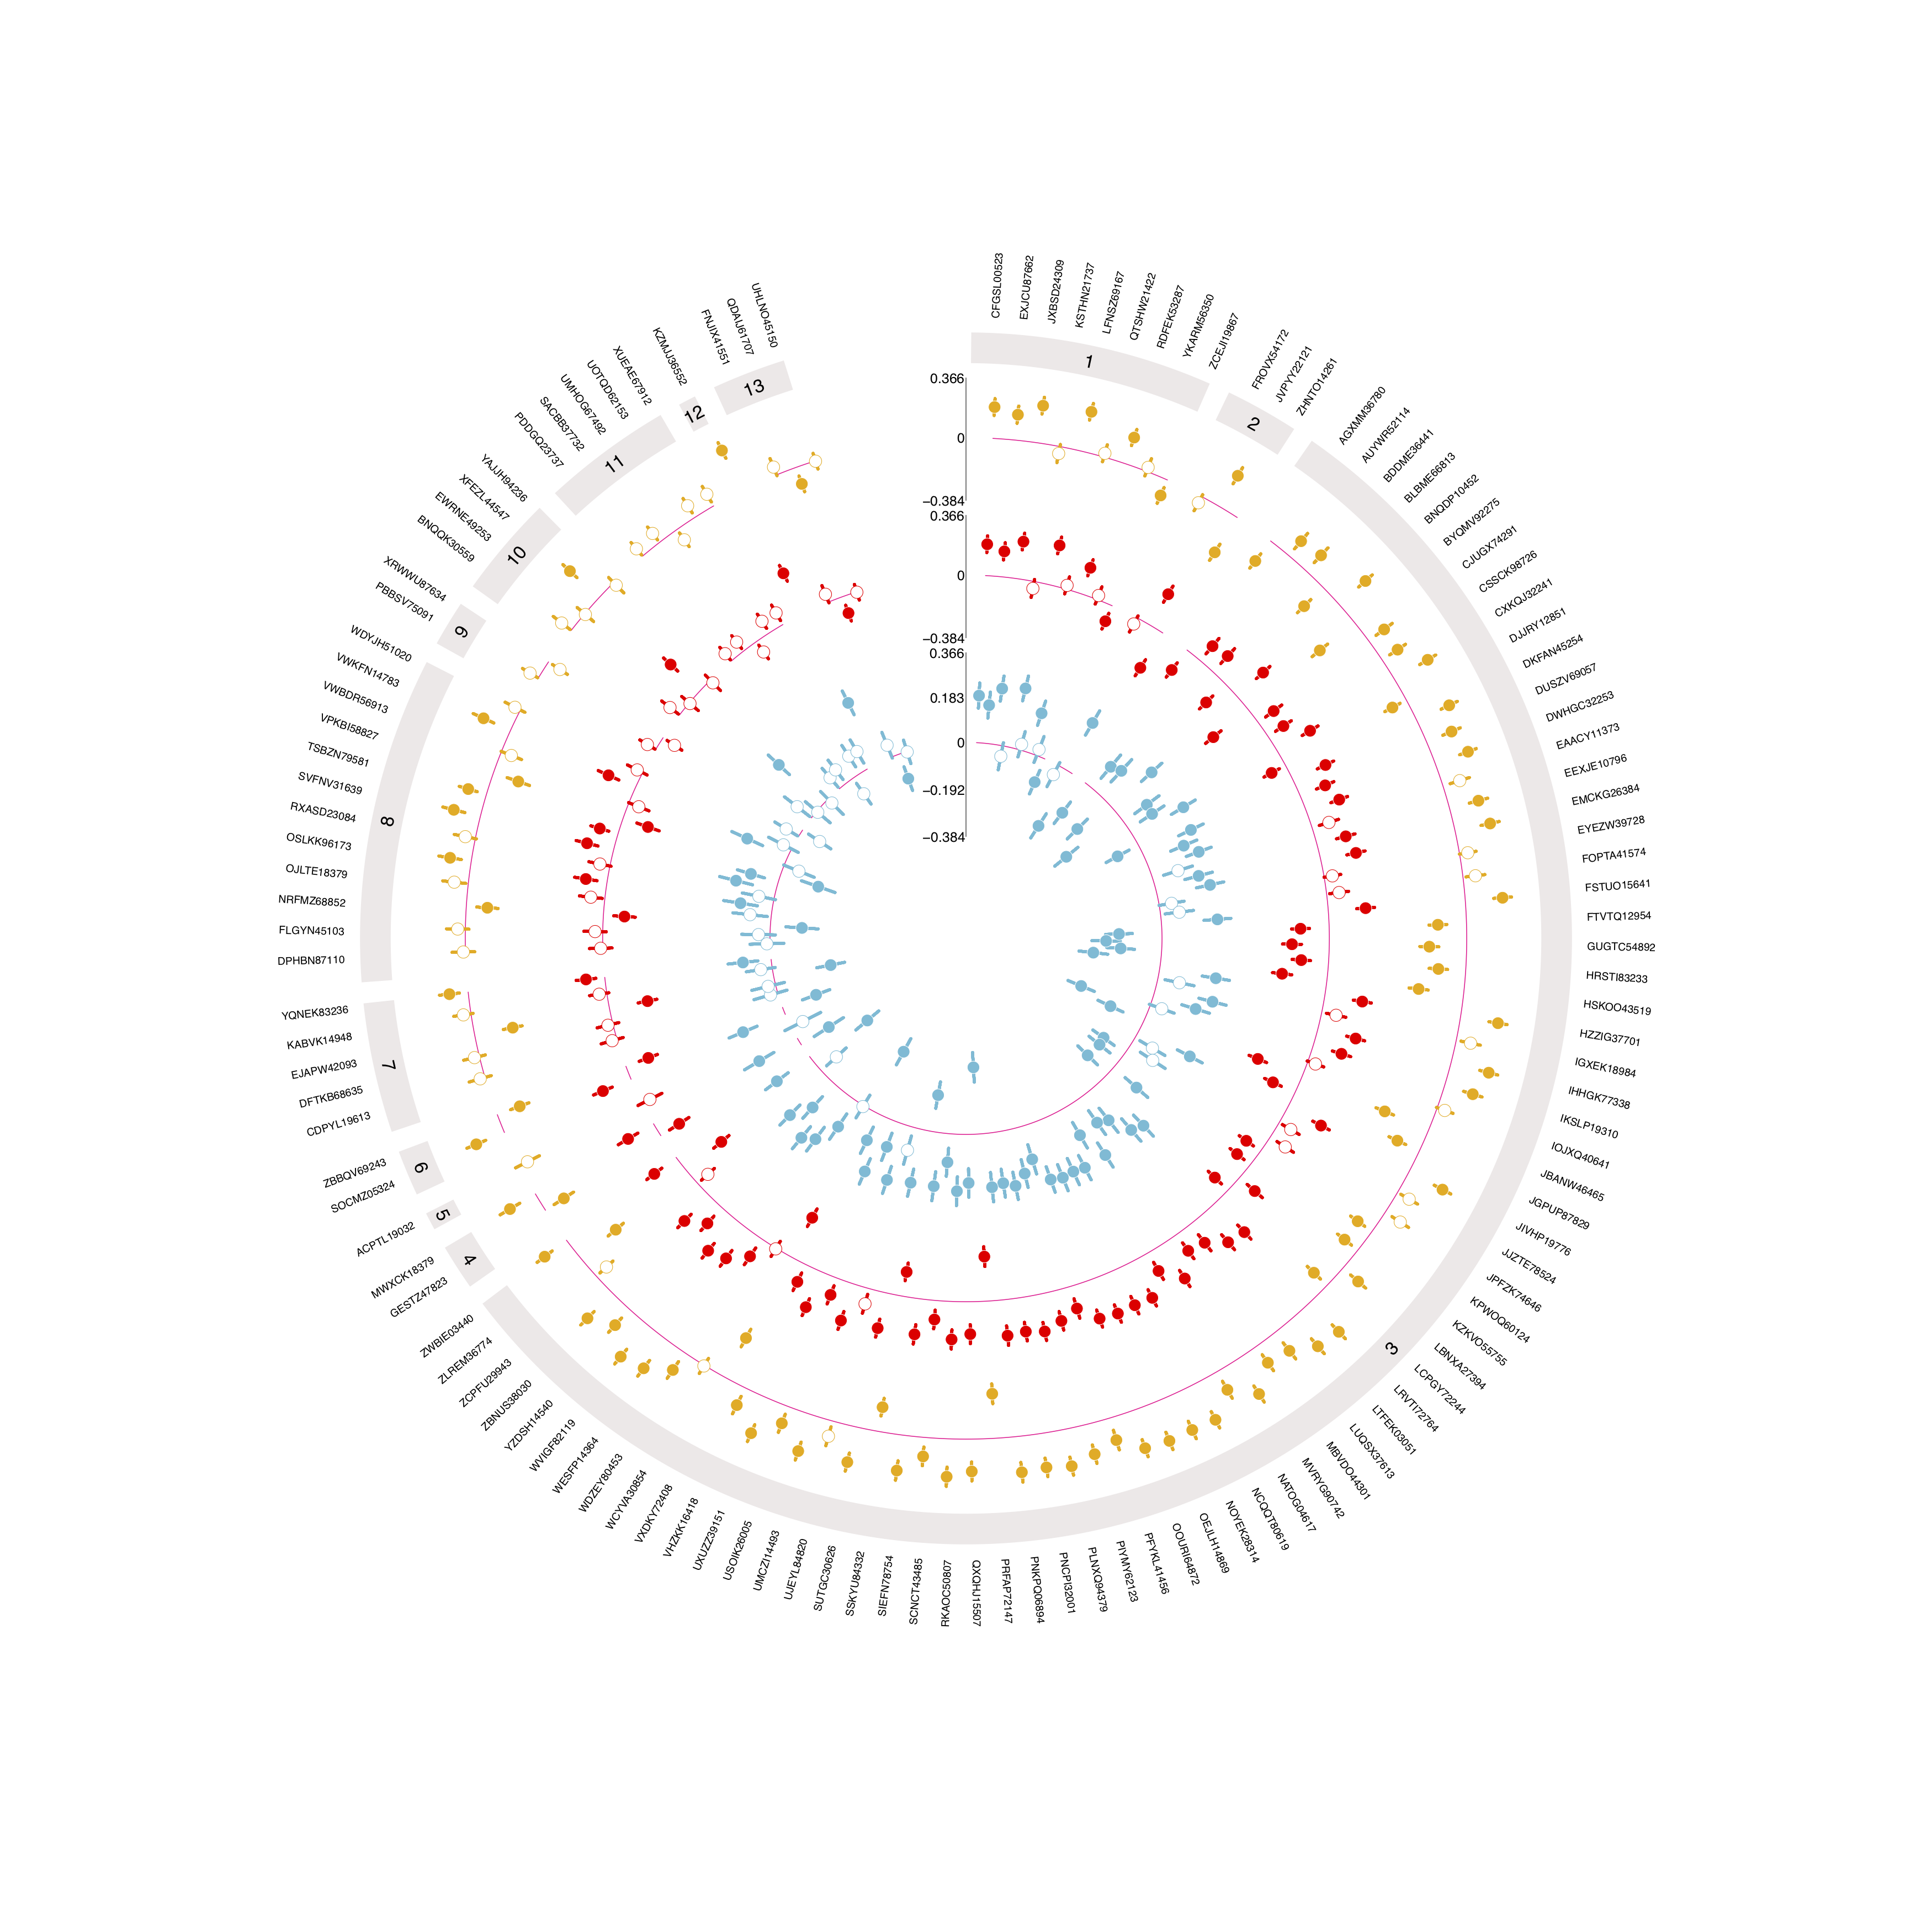 CFGSL00523
EXJCU87662
JXBSD24309
KSTHN21737
LFNSZ69167
QTSHW21422
RDFEK53287
YKARM56350
ZCEJI19867
FROVX54172
JVPYY22121
ZHNTO14261
AGXMM36780
AUYWR52114
BDDME36441
BLBME66813
BNQDP10452
BYQMV92275
CJUGX74291
CSSCK98726
CXKQJ32241
DJJRY12851
DKFAN45254
DUSZV69057
DWHGC32253
EAACY11373
EEXJE10796
EMCKG26384
EYEZW39728
FOPTA41574
FSTUO15641
FTVTQ12954
GUGTC54892
HRSTI83233
HSKOO43519
HZZIG37701
IGXEK18984
IHHGK77338
IKSLP19310
IOJXQ40641
JBANW46465
JGPUP87829
JIVHP19776
JJZTE78524
JPFZK74646
KPWOQ60124
KZKVO55755
LBNXA27394
LCPGY72244
LRVTI72764
LTFEK03051
LUQSX37613
MBVDO44301
MVRYG90742
NATOG04617
NCQQT80619
NOYEK28314
OEJLH14869
OOURI64872
PFYKL41456
PIYMY62123
PLNXQ94379
PNCPI32001
PNKPQ06894
PRFAP72147
QXQHJ15507
RKAOC50807
SCNCT43485
SIEFN78754
SSKYU84332
SUTGC30626
UJEYL84820
UMCZI14493
USOIK26005
UXUZZ39151
VHZKK16418
VXDKY72408
WCYVA30854
WDZEY80453
WESFP14364
WVIGF82119
YZDSH14540
ZBNUS38030
ZCPFU29943
ZLREM36774
ZWBIE03440
GESTZ47823
MWXCK18379
ACPTL19032
SOCMZ05324
ZBBQV69243
CDPYL19613
DFTKB68635
EJAPW42093
KABVK14948
YQNEK83236
DPHBN87110
FLGYN45103
NRFMZ68852
OJLTE18379
OSLKK96173
RXASD23084
SVFNV31639
TSBZN79581
VPKBI58827
VWBDR56913
VWKFN14783
WDYJH51020
PBBSV75091
XRWWU87634
BNQQK30559
EWRNE49253
XFEZL44547
YAJJH94236
PDDGQ23737
SACBB37732
UMHOG67492
UOTQD62153
XUEAE67912
KZMJJ36552
FNJIX41551
QDAIJ61707
UHLNO45150
1
2
3
4
5
6
7
8
9
10
11
12
13
0.366
0
−0.384
0.366
0
−0.384
0.366
0.183
0
−0.192
−0.384